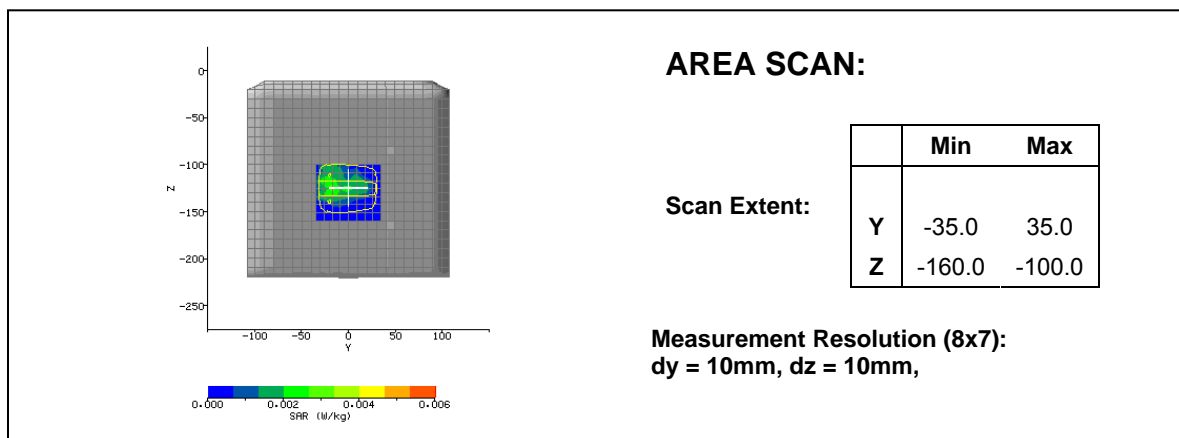 0
-50
-100
-150
-200
-250
Z
-100 -50 0 50 100
Y
0.000 0.002 0.004 0.006
SAR (W/kg)
AREA SCAN:
Scan Extent:
Min Max
Y -35.0 35.0
Z -160.0 -100.0
Measurement Resolution (8x7):
dy = 10mm, dz = 10mm,